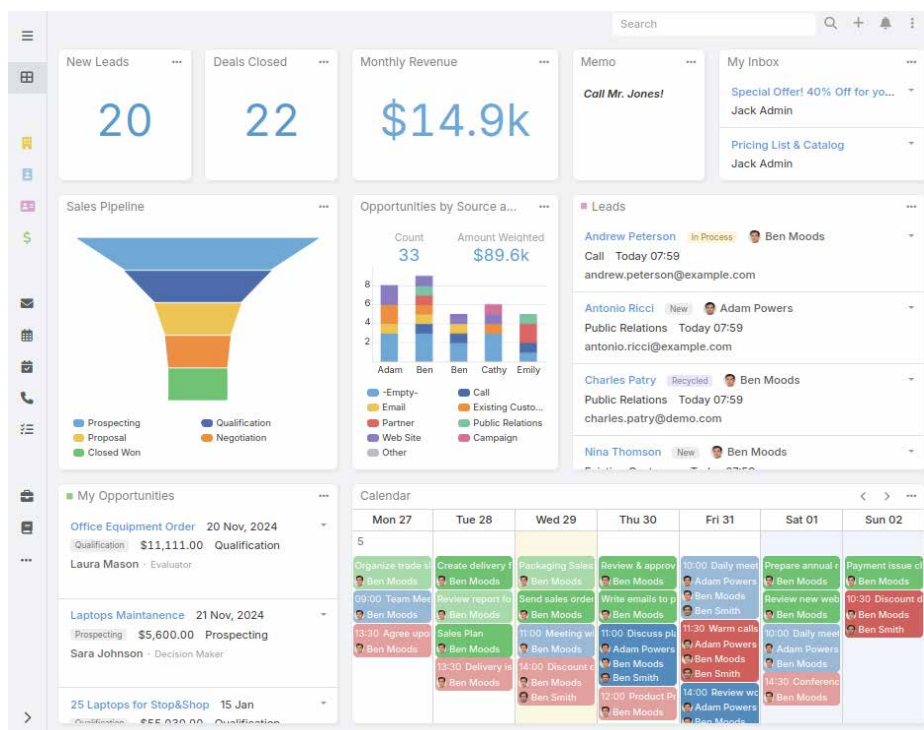 Search
New Leads
20
Deals Closed
22
Monthly Revenue
$14.9k
Memo
Call Mr. Jones!
My Inbox
Special Offer! 40% Off for yo...
Jack Admin
Pricing List & Catalog
Jack Admin
Sales Pipeline
Prospecting
Qualification
Proposal
Negotiation
Closed Won
Opportunities by Source a...
Count
Amount Weighted
33
$89.6k
8
6
4
2
Adam Ben Ben Cathy Emily
-Empty-
Call
Email
Existing Custo...
Partner
Public Relations
Web Site
Campaign
Other
Leads
Andrew Peterson In Process Ben Moods
Call Today 07:59
andrew.peterson@example.com
Antonio Ricci New Adam Powers
Public Relations Today 07:59
antonio.ricci@example.com
Charles Patry Recycled Ben Moods
Public Relations Today 07:59
charles.patry@demo.com
Nina Thomson New Ben Moods
My Opportunities
Office Equipment Order 20 Nov, 2024
Qualification $11,111.00 Qualification
Laura Mason · Evaluator
Laptops Maintanence 21 Nov, 2024
Prospecting $5,600.00 Prospecting
Sara Johnson · Decision Maker
25 Laptops for Stop&Shop 15 Jan
Qualification $55,030.00 Qualification
Calendar
Mon 27 Tue 28 Wed 29 Thu 30 Fri 31 Sat 01 Sun 02
5
Organize trade s
Ben Moods
09:00 Team Mee
Ben Moods
13:30 Agree upo
Ben Moods
Create delivery f
Ben Moods
Review report fo
Ben Moods
Sales Plan
Ben Moods
13:30 Delivery is
Ben Moods
Packaging Sales
Ben Moods
Send sales order
Ben Moods
11:00 Meeting w
Ben Moods
14:00 Discount c
Ben Moods
Ben Smith
Review & approv
Ben Moods
Write emails to p
Ben Moods
11:00 Discuss pl
Adam Powers
Ben Moods
Ben Smith
12:00 Product Pr
Ben Moods
10:00 Daily meet
Adam Powers
Ben Moods
Ben Smith
11:30 Warm calls
Adam Powers
Ben Moods
Ben Smith
14:00 Review wo
Adam Powers
Ben Moods
Prepare annual r
Ben Moods
Review new web
Ben Moods
10:00 Daily meet
Adam Powers
Ben Moods
14:30 Conferenc
Ben Moods
Payment issue cl
Ben Moods
10:30 Discount d
Ben Moods
Ben Smith